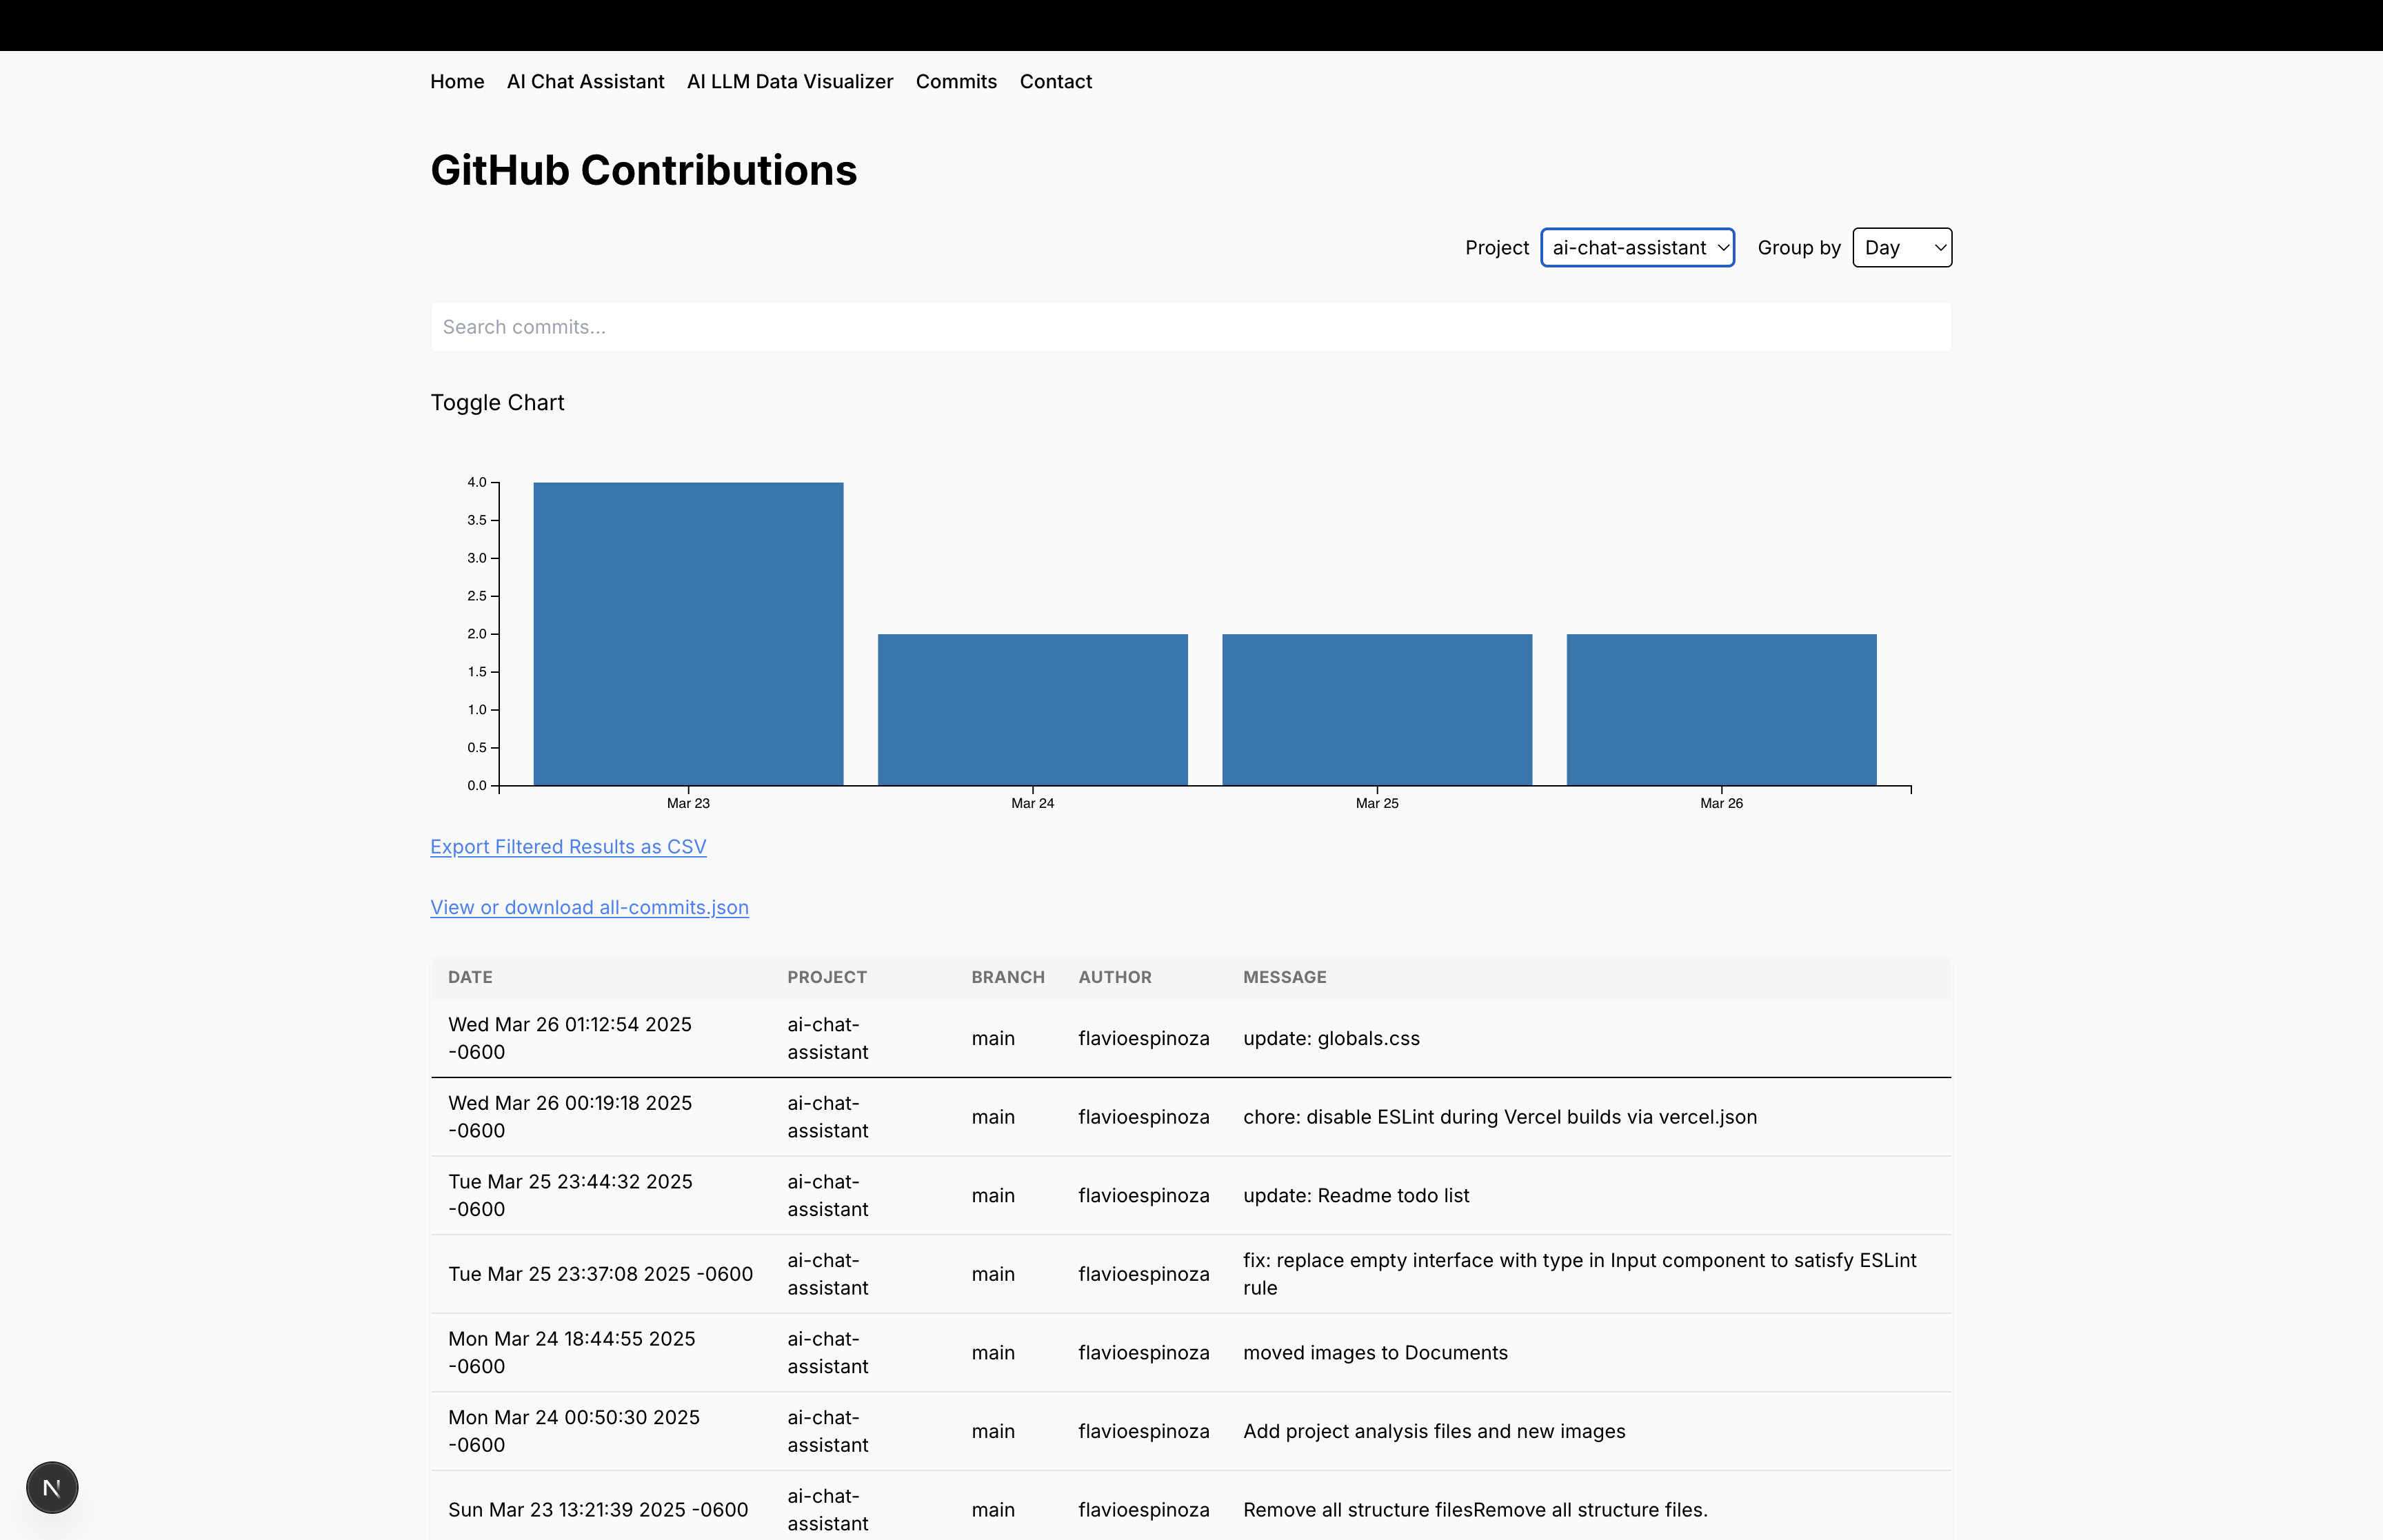 Home AI Chat Assistant AI LLM Data Visualizer Commits Contact
GitHub Contributions
Project ai-chat-assistant Group by Day
Search commits...
Toggle Chart
4.0
3.5
3.0
2.5
2.0
1.5
1.0
0.5
0.0
Mar 23 Mar 24 Mar 25 Mar 26
Export Filtered Results as CSV
View or download all-commits.json
DATE PROJECT BRANCH AUTHOR MESSAGE
Wed Mar 26 01:12:54 2025
-0600
ai-chat-
assistant
main flavioespinoza update: globals.css
Wed Mar 26 00:19:18 2025
-0600
ai-chat-
assistant
main flavioespinoza chore: disable ESLint during Vercel builds via vercel.json
Tue Mar 25 23:44:32 2025
-0600
ai-chat-
assistant
main flavioespinoza update: Readme todo list
Tue Mar 25 23:37:08 2025 -0600
ai-chat-
assistant
main flavioespinoza
fix: replace empty interface with type in Input component to satisfy ESLint
rule
Mon Mar 24 18:44:55 2025
-0600
ai-chat-
assistant
main flavioespinoza moved images to Documents
Mon Mar 24 00:50:30 2025
-0600
ai-chat-
assistant
main flavioespinoza Add project analysis files and new images
Sun Mar 23 13:21:39 2025 -0600
ai-chat-
assistant
main flavioespinoza Remove all structure filesRemove all structure files.
N